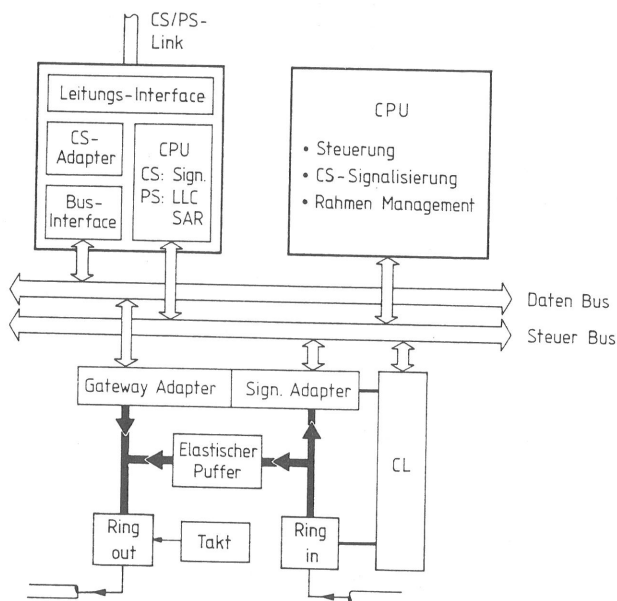 CS/PS-
Link
Leitungs-Interface
CS-
Adapter
CPU
CS: Sign.
PS: LLC
SAR
Bus-
Interface
CPU
• Steuerung
• CS-Signalisierung
• Rahmen Management
Daten Bus
Steuer Bus
Gateway Adapter
Sign. Adapter
Elastischer
Puffer
CL
Ring
out
Takt
Ring
in